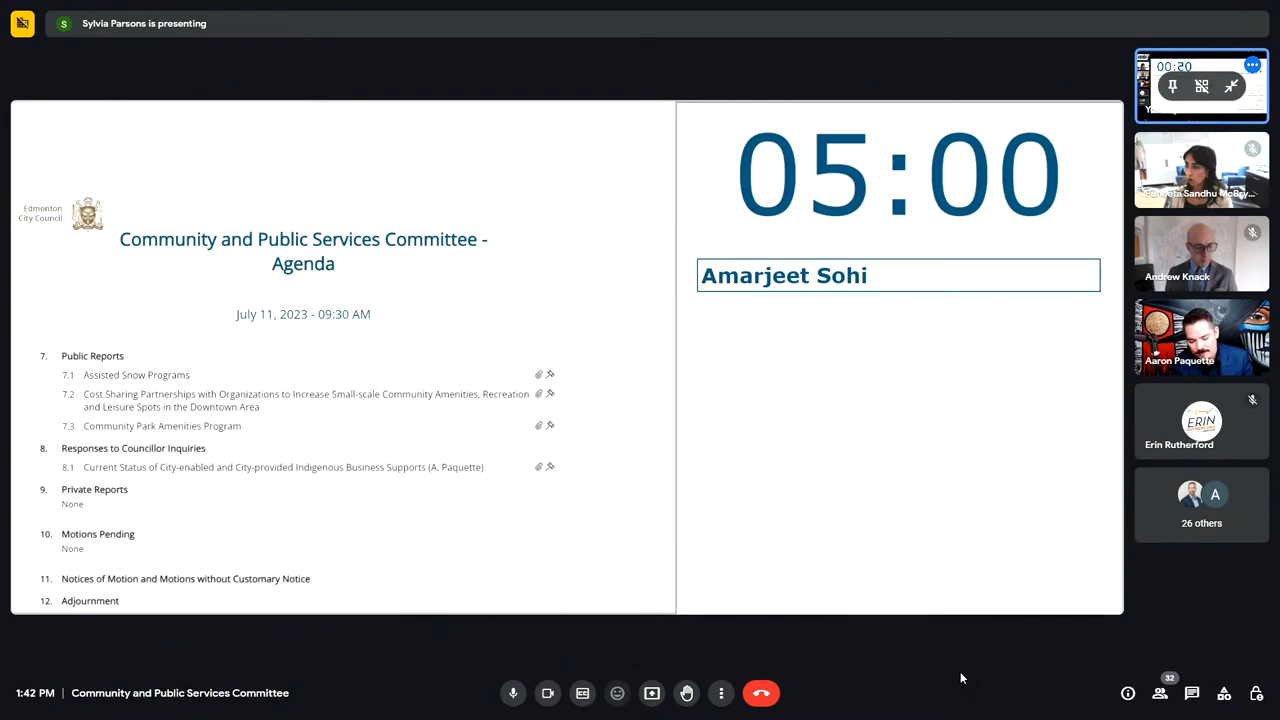 S Sylvia Parsons is presenting
Edmonton
City Council
Community and Public Services Committee -
Agenda
July 11, 2023 - 09:30 AM
7. Public Reports
7.1 Assisted Snow Programs
7.2 Cost Sharing Partnerships with Organizations to Increase Small-scale Community Amenities, Recreation
and Leisure Spots in the Downtown Area
7.3 Community Park Amenities Program
8. Responses to Councillor Inquiries
8.1 Current Status of City-enabled and City-provided Indigenous Business Supports (A. Paquette)
9. Private Reports
None
10. Motions Pending
None
11. Notices of Motion and Motions without Customary Notice
12. Adjournment
05:00
Amarjeet Sohi
Sandhu McBry...
Andrew Knack
Aaron Paquette
ERIN
RUTHERFORD
Erin Rutherford
A
26 others
1:42 PM | Community and Public Services Committee
CC
32